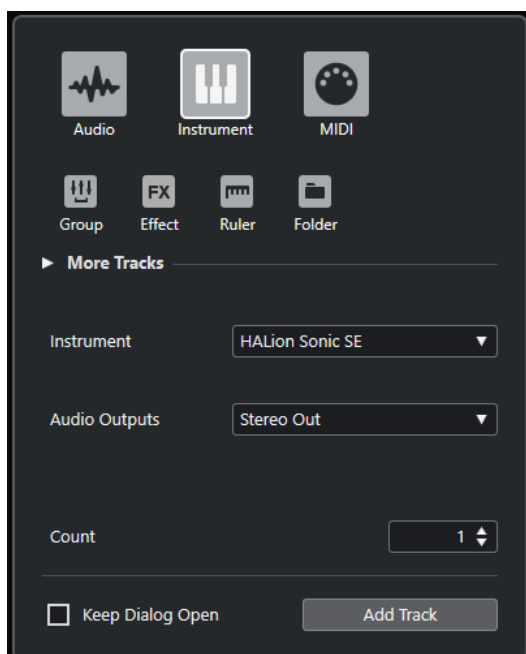 Audio Instrument MIDI
FX
Group Effect Ruler Folder
More Tracks
Instrument HALion Sonic SE
Audio Outputs Stereo Out
Count 1
Keep Dialog Open Add Track